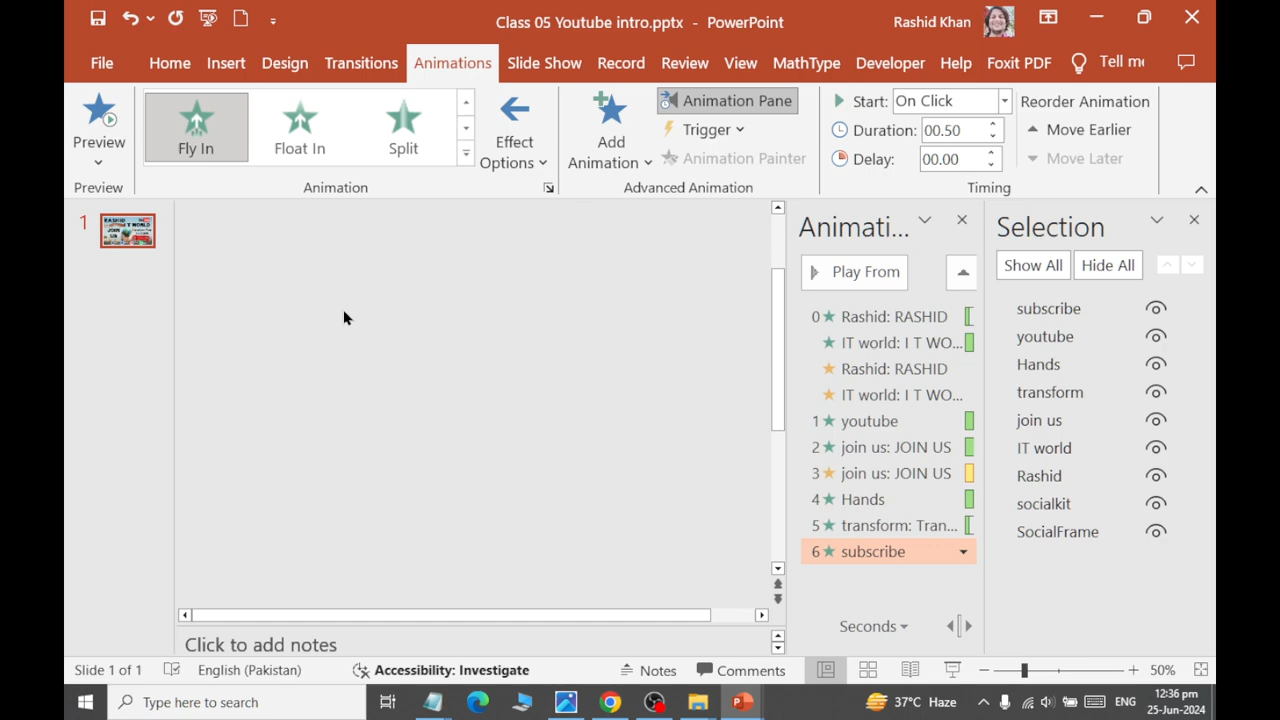 Class 05 Youtube intro.pptx - PowerPoint
Rashid Khan
File Home Insert Design Transitions Animations Slide Show Record Review View MathType Developer Help Foxit PDF Tell me
Preview
Fly In
Float In
Split
Effect
Options
Add
Animation
Animation Pane
Trigger
Animation Painter
Start: On Click
Duration: 00.50
Delay: 00.00
Reorder Animation
Move Earlier
Move Later
Preview
Animation
Advanced Animation
Timing
1
RASHID
I T WORLD
JOIN
US
Animati...
Play From
0 Rashid: RASHID
IT world: I T WO...
Rashid: RASHID
IT world: I T WO...
1 youtube
2 join us: JOIN US
3 join us: JOIN US
4 Hands
5 transform: Tran...
6 subscribe
Seconds
Selection
Show All Hide All
subscribe
youtube
Hands
transform
join us
IT world
Rashid
socialkit
SocialFrame
Click to add notes
Slide 1 of 1 English (Pakistan) Accessibility: Investigate Notes Comments 50%
Type here to search
37°C Haze
ENG
12:36 pm
25-Jun-2024